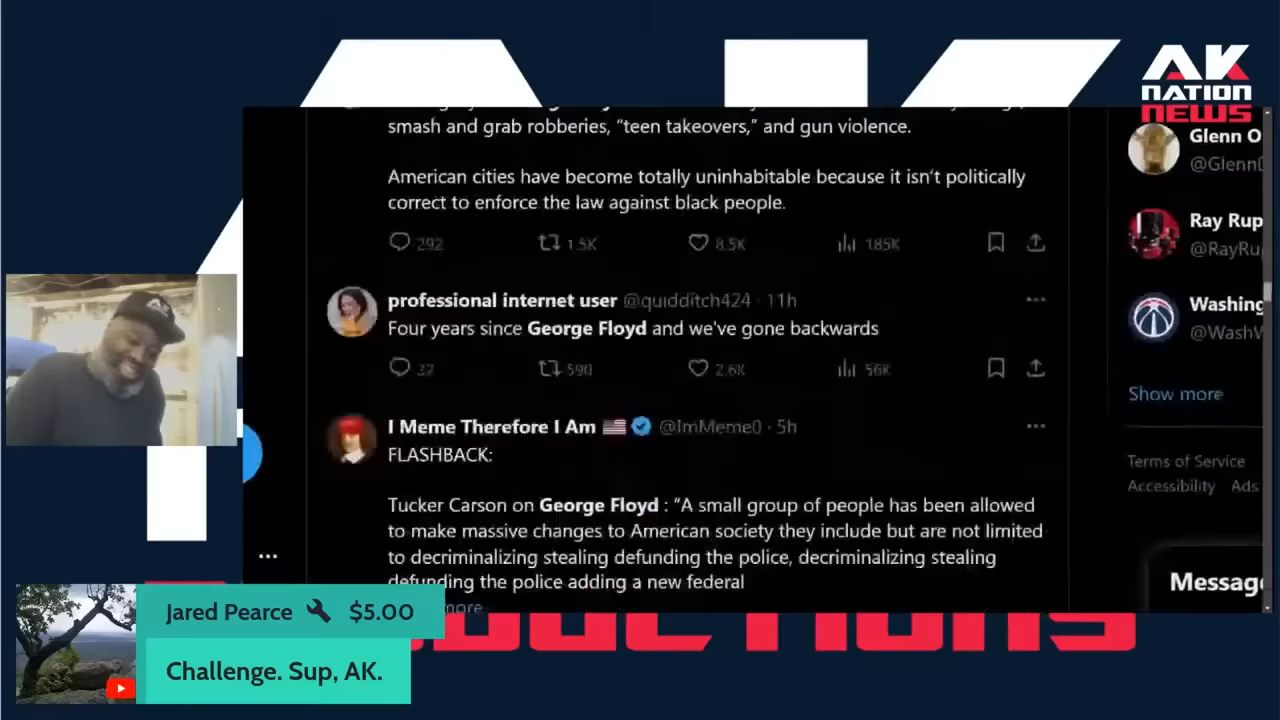 AK
NATION
NEWS
smash and grab robberies, “teen takeovers,” and gun violence.
American cities have become totally uninhabitable because it isn't politically
correct to enforce the law against black people.
292 1.5K 8.5K 185K
professional internet user @quidditch424 · 11h
Four years since George Floyd and we've gone backwards
37 590 2.6K 56K
I Meme Therefore I Am @ImMeme0 · 5h
FLASHBACK:
Tucker Carson on George Floyd : “A small group of people has been allowed
to make massive changes to American society they include but are not limited
to decriminalizing stealing defunding the police, decriminalizing stealing
defunding the police adding a new federal
more
Glenn O
@Glenn
Ray Rup
@RayRu
Washing
@WashW
Show more
Terms of Service
Accessibility Ads
Messag
Jared Pearce $5.00
Challenge. Sup, AK.